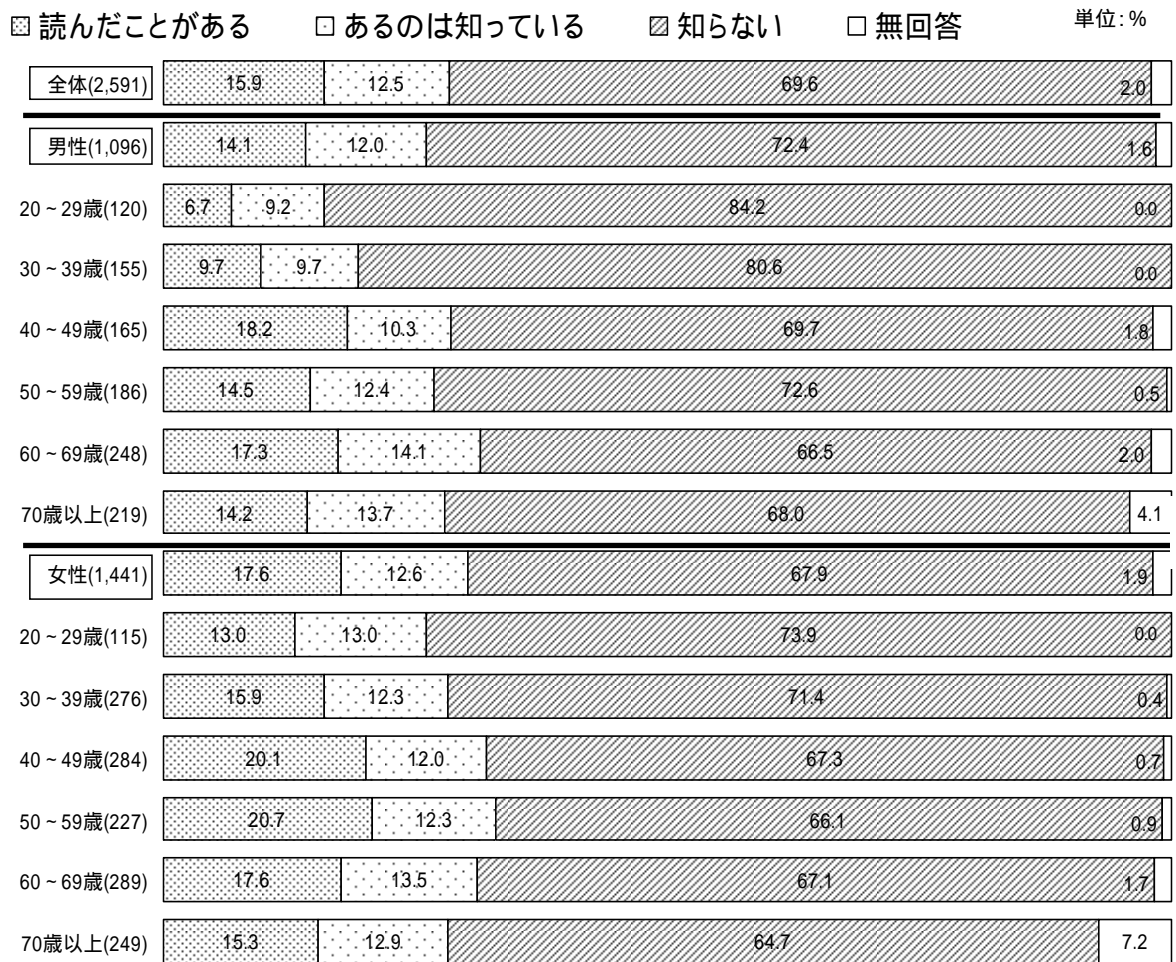 読んだことがある あるのは知っている 知らない 無回答 単位:%
全体(2,591) 15.9 12.5 69.6 2.0
男性(1,096) 14.1 12.0 72.4 1.6
20~29歳(120) 6.7 9.2 84.2 0.0
30~39歳(155) 9.7 9.7 80.6 0.0
40~49歳(165) 18.2 10.3 69.7 1.8
50~59歳(186) 14.5 12.4 72.6 0.5
60~69歳(248) 17.3 14.1 66.5 2.0
70歳以上(219) 14.2 13.7 68.0 4.1
女性(1,441) 17.6 12.6 67.9 1.9
20~29歳(115) 13.0 13.0 73.9 0.0
30~39歳(276) 15.9 12.3 71.4 0.4
40~49歳(284) 20.1 12.0 67.3 0.7
50~59歳(227) 20.7 12.3 66.1 0.9
60~69歳(289) 17.6 13.5 67.1 1.7
70歳以上(249) 15.3 12.9 64.7 7.2